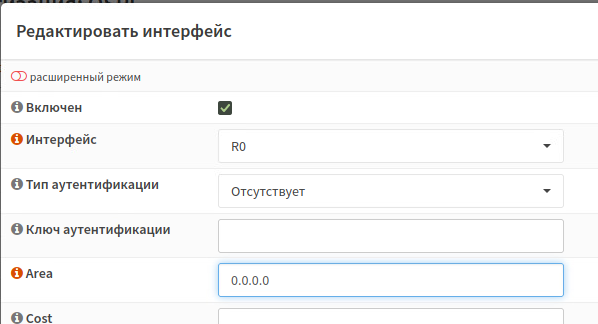 Редактировать интерфейс
расширенный режим
Включен
Интерфейс R0
Тип аутентификации Отсутствует
Ключ аутентификации
Area 0.0.0.0
Cost